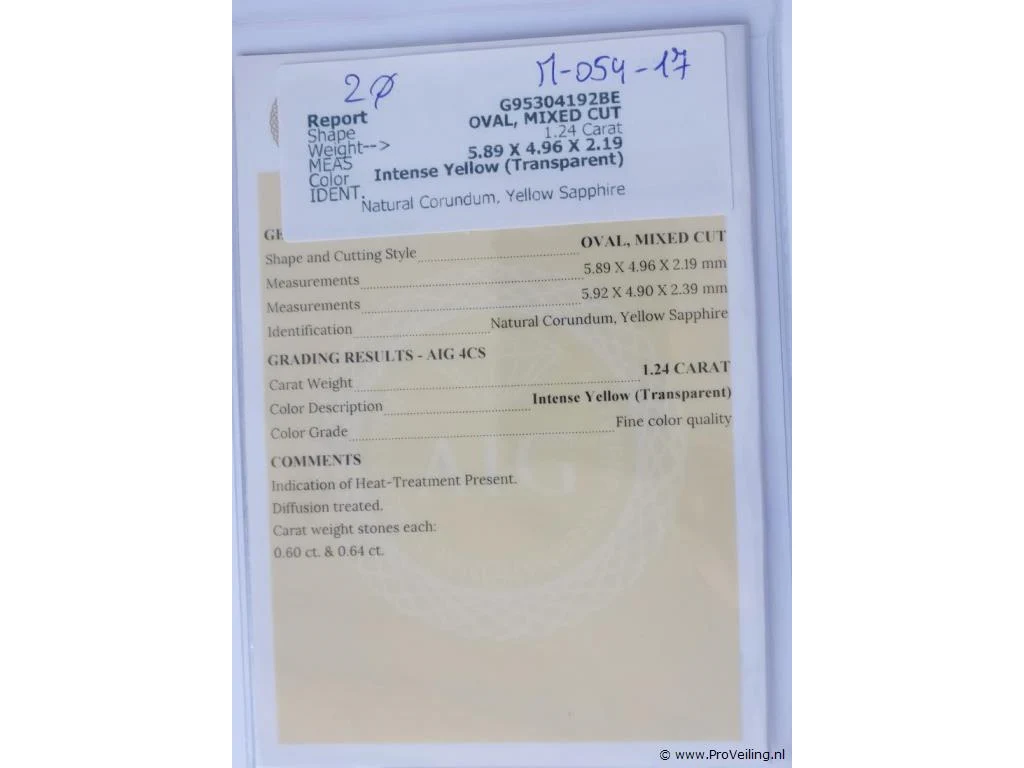 2φ M-054-17
Report G95304192BE
Shape OVAL, MIXED CUT
Weight--> 1.24 Carat
MEAS 5.89 X 4.96 X 2.19
Color Intense Yellow (Transparent)
IDENT. Natural Corundum, Yellow Sapphire
Shape and Cutting Style OVAL, MIXED CUT
Measurements 5.89 X 4.96 X 2.19 mm
Measurements 5.92 X 4.90 X 2.39 mm
Identification Natural Corundum, Yellow Sapphire
GRADING RESULTS - AIG 4CS
Carat Weight 1.24 CARAT
Color Description Intense Yellow (Transparent)
Color Grade Fine color quality
COMMENTS
Indication of Heat-Treatment Present.
Diffusion treated.
Carat weight stones each:
0.60 ct. & 0.64 ct.
AIG
© www.ProVeiling.nl